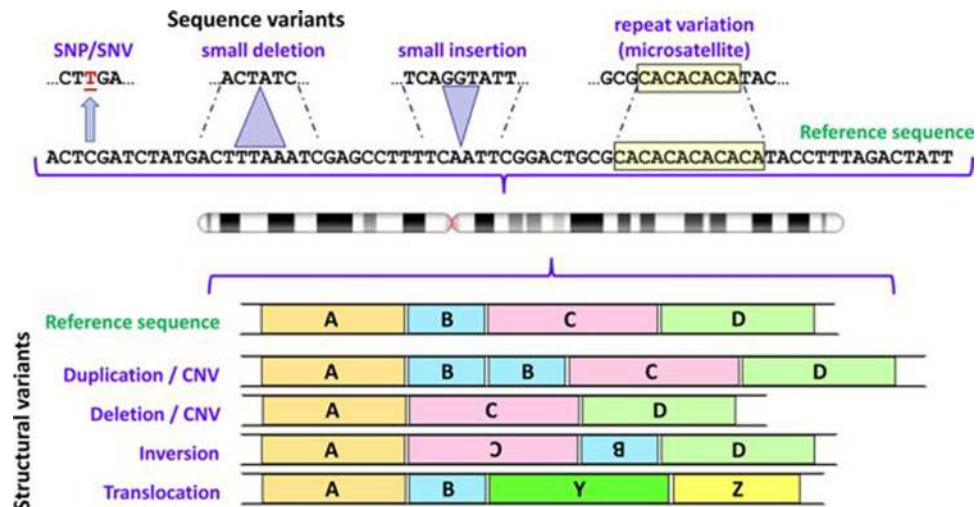 Sequence variants
SNP/SNV small deletion small insertion repeat variation
(microsatellite)
...CTTGA... ...ACTATC... ...TCAGGTATT... ...GCGCACACACATAC...
Reference sequence
ACTCGATCTATGACTTTAAATCGAGCCTTTTCAATTCGGACTGCGCACACACACACATACCTTTAGACTATT
Structural variants
Reference sequence A B C D
Duplication / CNV A B B C D
Deletion / CNV A C D
Inversion A C B D
Translocation A B Y Z